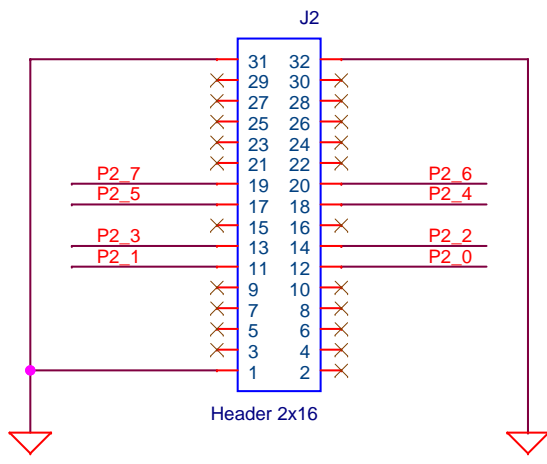 J2
31 32
29 30
27 28
25 26
23 24
21 22
P2_7 19 20 P2_6
P2_5 17 18 P2_4
15 16
P2_3 13 14 P2_2
P2_1 11 12 P2_0
9 10
7 8
5 6
3 4
1 2
Header 2x16